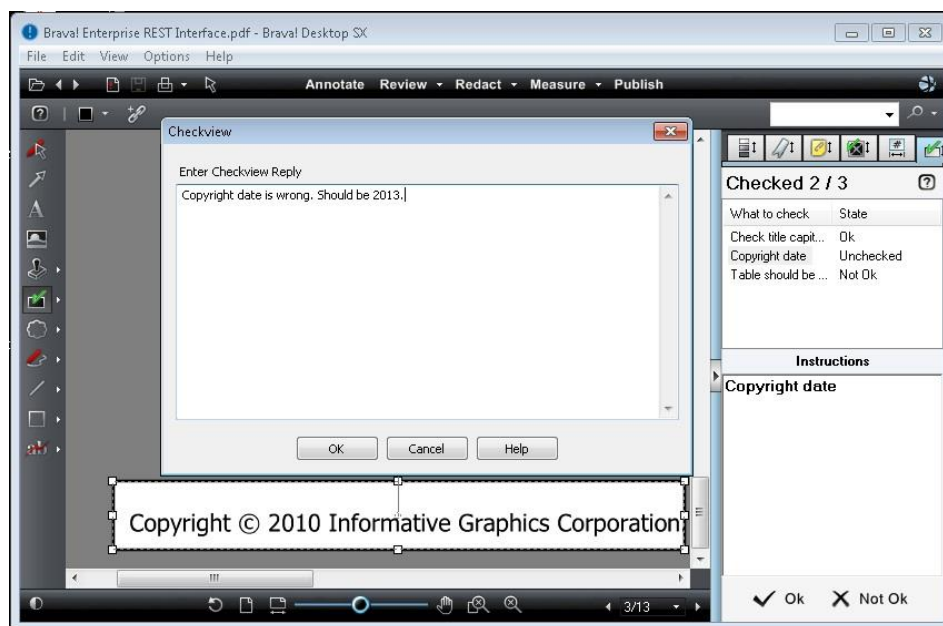 Brava! Enterprise REST Interface.pdf - Brava! Desktop SX
File Edit View Options Help
Annotate Review Redact Measure Publish
Checkview
Enter Checkview Reply
Copyright date is wrong. Should be 2013.
OK Cancel Help
Copyright © 2010 Informative Graphics Corporation
3/13
Checked 2 / 3
What to check State
Check title capit... Ok
Copyright date Unchecked
Table should be ... Not Ok
Instructions
Copyright date
Ok Not Ok